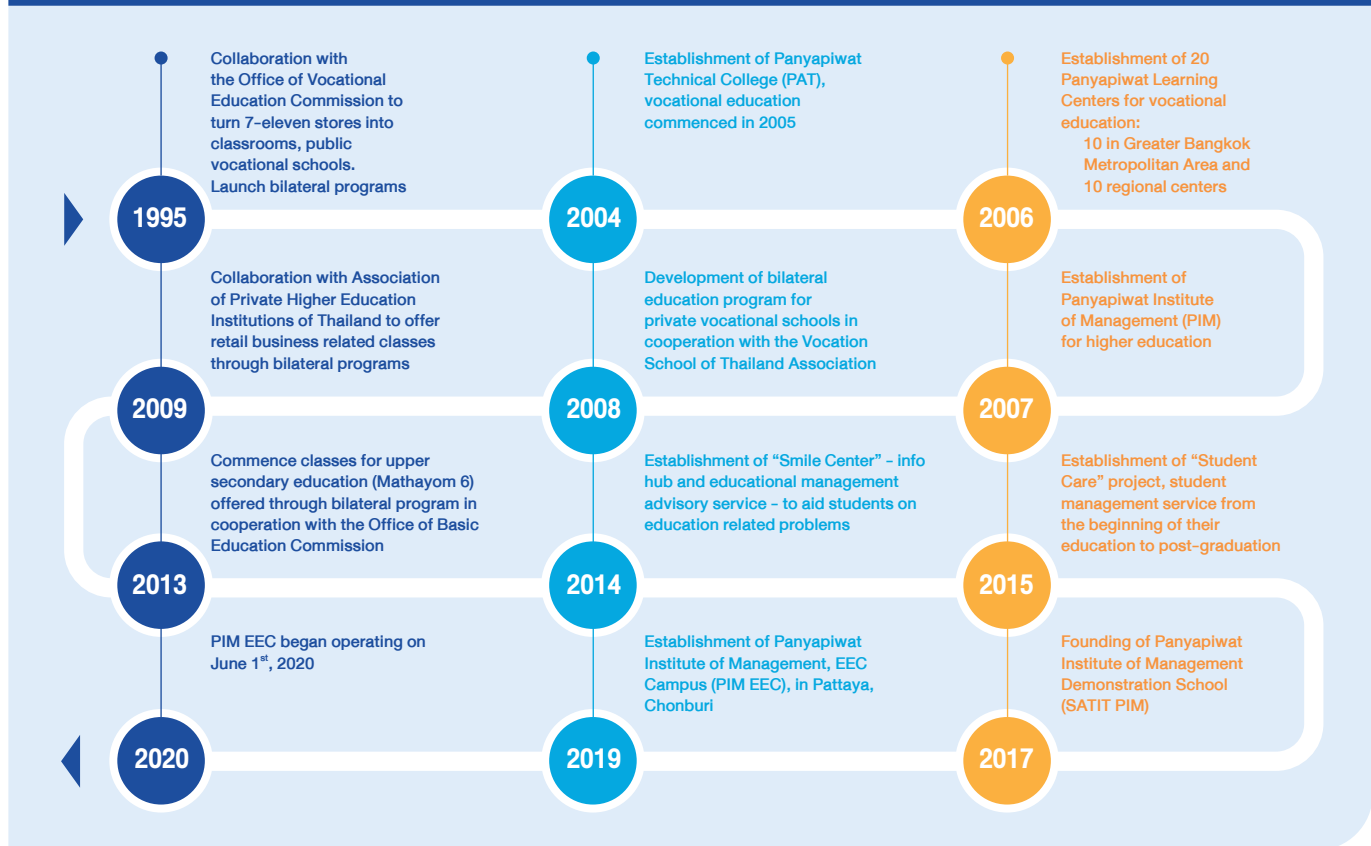 Collaboration with
the Office of Vocational
Education Commission to
turn 7-eleven stores into
classrooms, public
vocational schools.
Launch bilateral programs
1995
Establishment of Panyapiwat
Technical College (PAT),
vocational education
commenced in 2005
2004
Establishment of 20
Panyapiwat Learning
Centers for vocational
education:
10 in Greater Bangkok
Metropolitan Area and
10 regional centers
2006
Establishment of
Panyapiwat Institute
of Management (PIM)
for higher education
2007
Development of bilateral
education program for
private vocational schools in
cooperation with the Vocation
School of Thailand Association
2008
Collaboration with Association
of Private Higher Education
Institutions of Thailand to offer
retail business related classes
through bilateral programs
2009
Commence classes for upper
secondary education (Mathayom 6)
offered through bilateral program in
cooperation with the Office of Basic
Education Commission
2013
Establishment of “Smile Center” - info
hub and educational management
advisory service - to aid students on
education related problems
2014
Establishment of “Student
Care” project, student
management service from
the beginning of their
education to post-graduation
2015
Founding of Panyapiwat
Institute of Management
Demonstration School
(SATIT PIM)
2017
Establishment of Panyapiwat
Institute of Management, EEC
Campus (PIM EEC), in Pattaya,
Chonburi
2019
PIM EEC began operating on
June 1st, 2020
2020